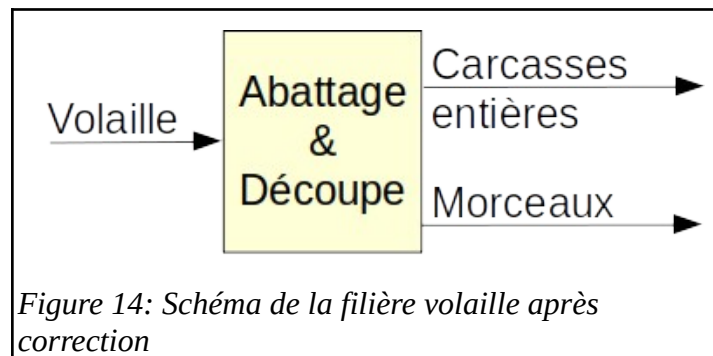 Volaille
Abattage
&
Découpe
Carcasses
entières
Morceaux
Figure 14: Schéma de la filière volaille après
correction